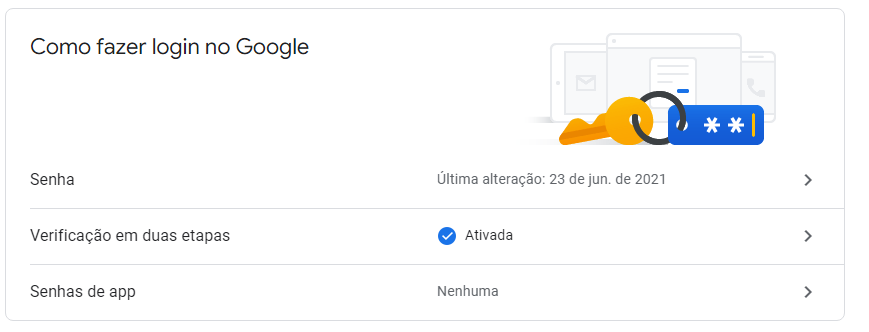 Como fazer login no Google
**
Senha Última alteração: 23 de jun. de 2021
Verificação em duas etapas Ativada
Senhas de app Nenhuma